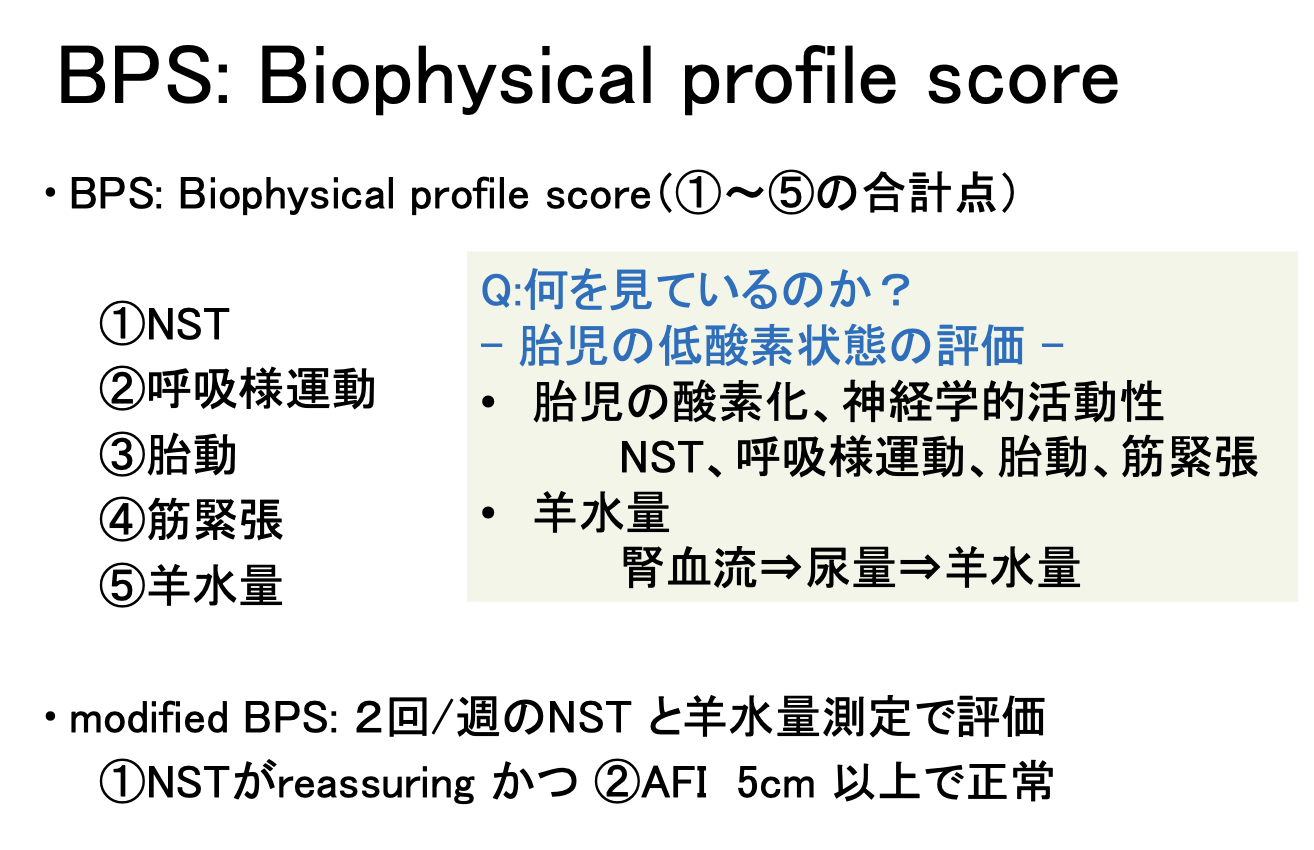 BPS: Biophysical profile score
・BPS: Biophysical profile score(①～⑤の合計点)
①NST
②呼吸様運動
③胎動
④筋緊張
⑤羊水量
Q:何を見ているのか？
- 胎児の低酸素状態の評価 -
• 胎児の酸素化、神経学的活動性
NST、呼吸様運動、胎動、筋緊張
• 羊水量
腎血流⇒尿量⇒羊水量
・modified BPS: ２回/週のNST と羊水量測定で評価
①NSTがreassuring かつ ②AFI 5cm 以上で正常